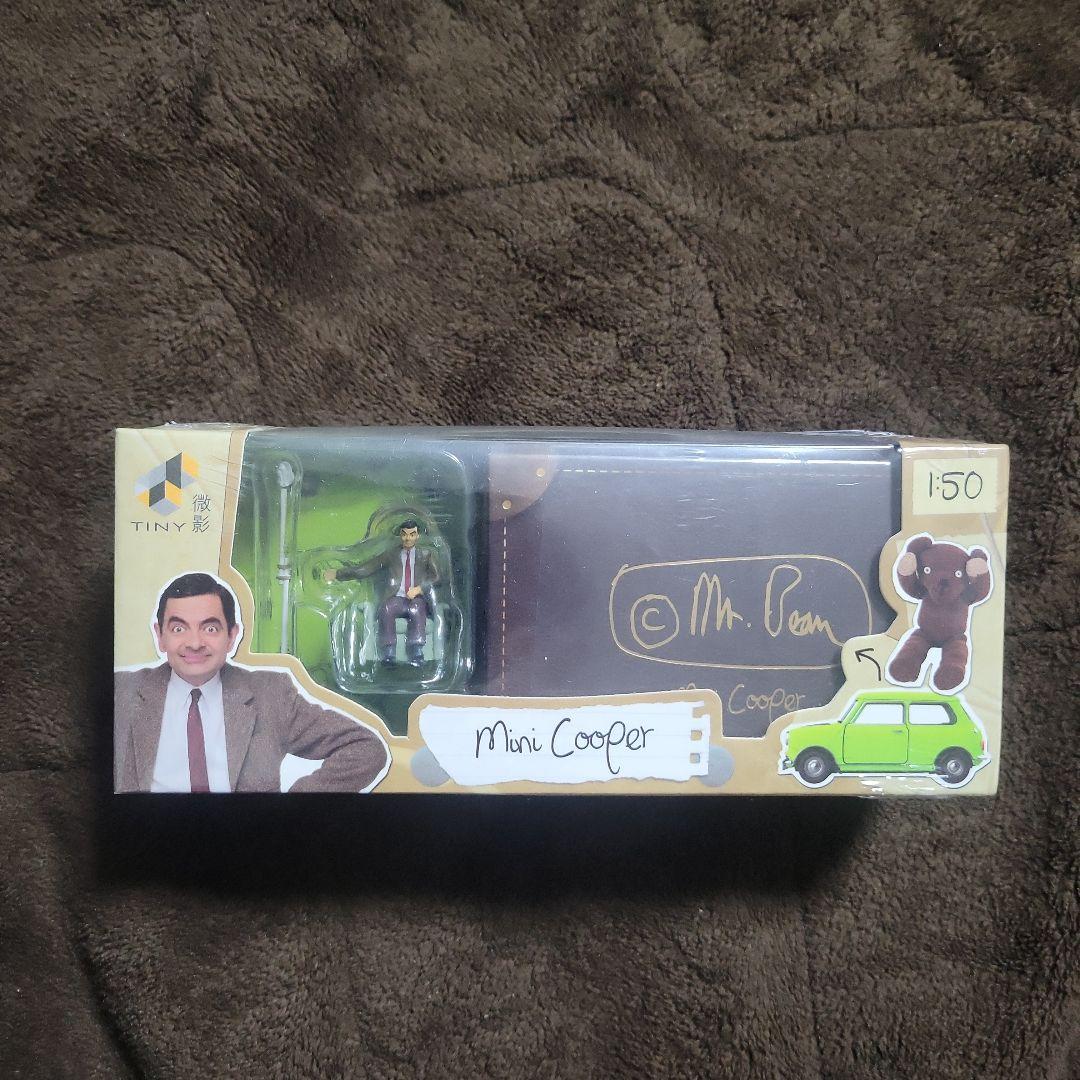 TINY 微影
1:50
© Mr. Bean
Cooper
Mini Cooper